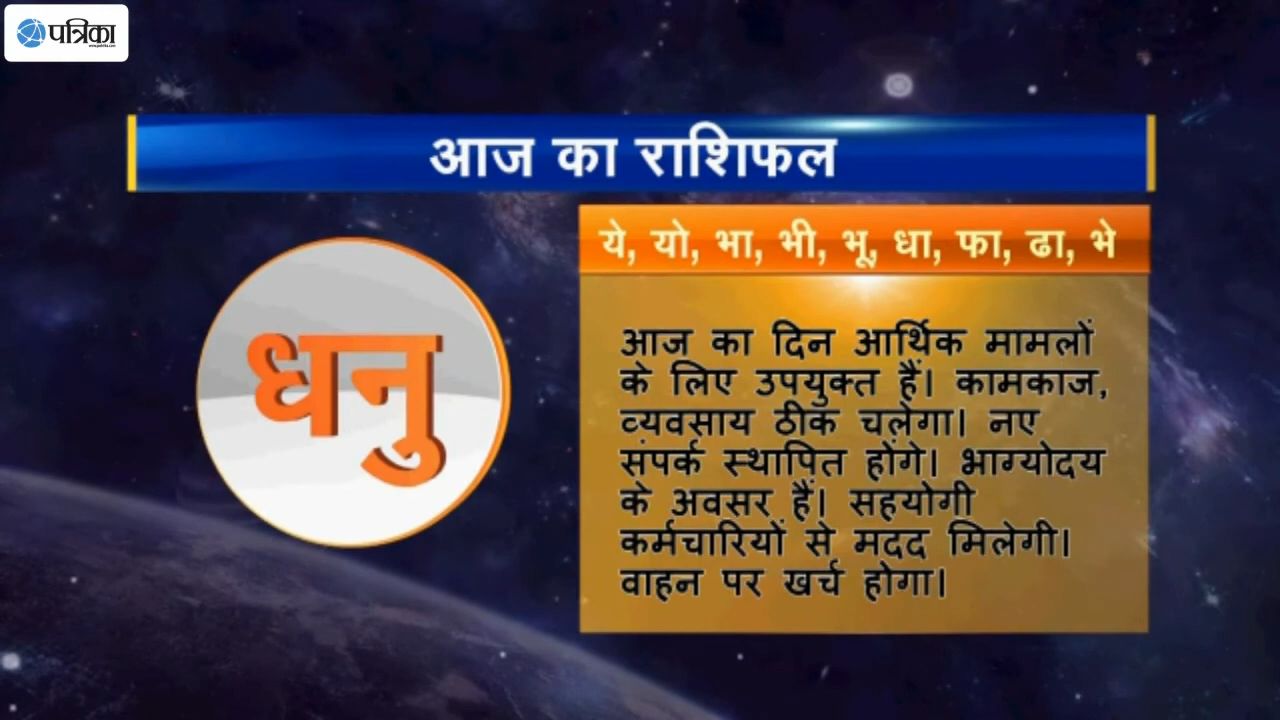 पत्रिका
आज का राशिफल
ये, यो, भा, भी, भू, धा, फा, ढा, भे
धनु
आज का दिन आर्थिक मामलों
के लिए उपयुक्त हैं। कामकाज,
व्यवसाय ठीक चलेगा। नए
संपर्क स्थापित होंगे। भाग्योदय
के अवसर हैं। सहयोगी
कर्मचारियों से मदद मिलेगी।
वाहन पर खर्च होगा।